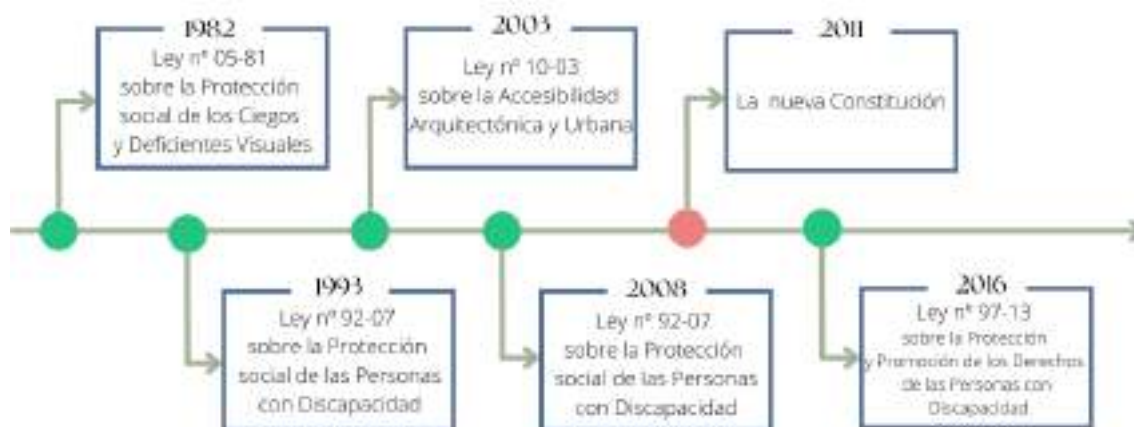 1982
Ley nº 05-81
sobre la Protección
social de los Ciegos
y Deficientes Visuales
2003
Ley nº 10-03
sobre la Accesibilidad
Arquitectónica y Urbana
2011
La nueva Constitución
1993
Ley nº 92-07
sobre la Protección
social de las Personas
con Discapacidad
2008
Ley nº 92-07
sobre la Protección
social de las Personas
con Discapacidad
2016
Ley nº 97-13
sobre la Protección
y Promoción de los Derechos
de las Personas con
Discapacidad